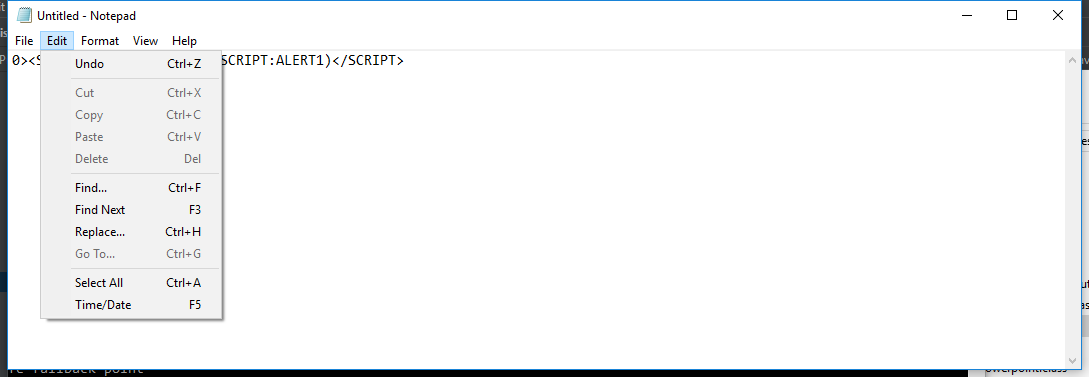 Untitled - Notepad
File Edit Format View Help
0><S SCRIPT:ALERT1)</SCRIPT>
Undo Ctrl+Z
Cut Ctrl+X
Copy Ctrl+C
Paste Ctrl+V
Delete Del
Find... Ctrl+F
Find Next F3
Replace... Ctrl+H
Go To... Ctrl+G
Select All Ctrl+A
Time/Date F5
point